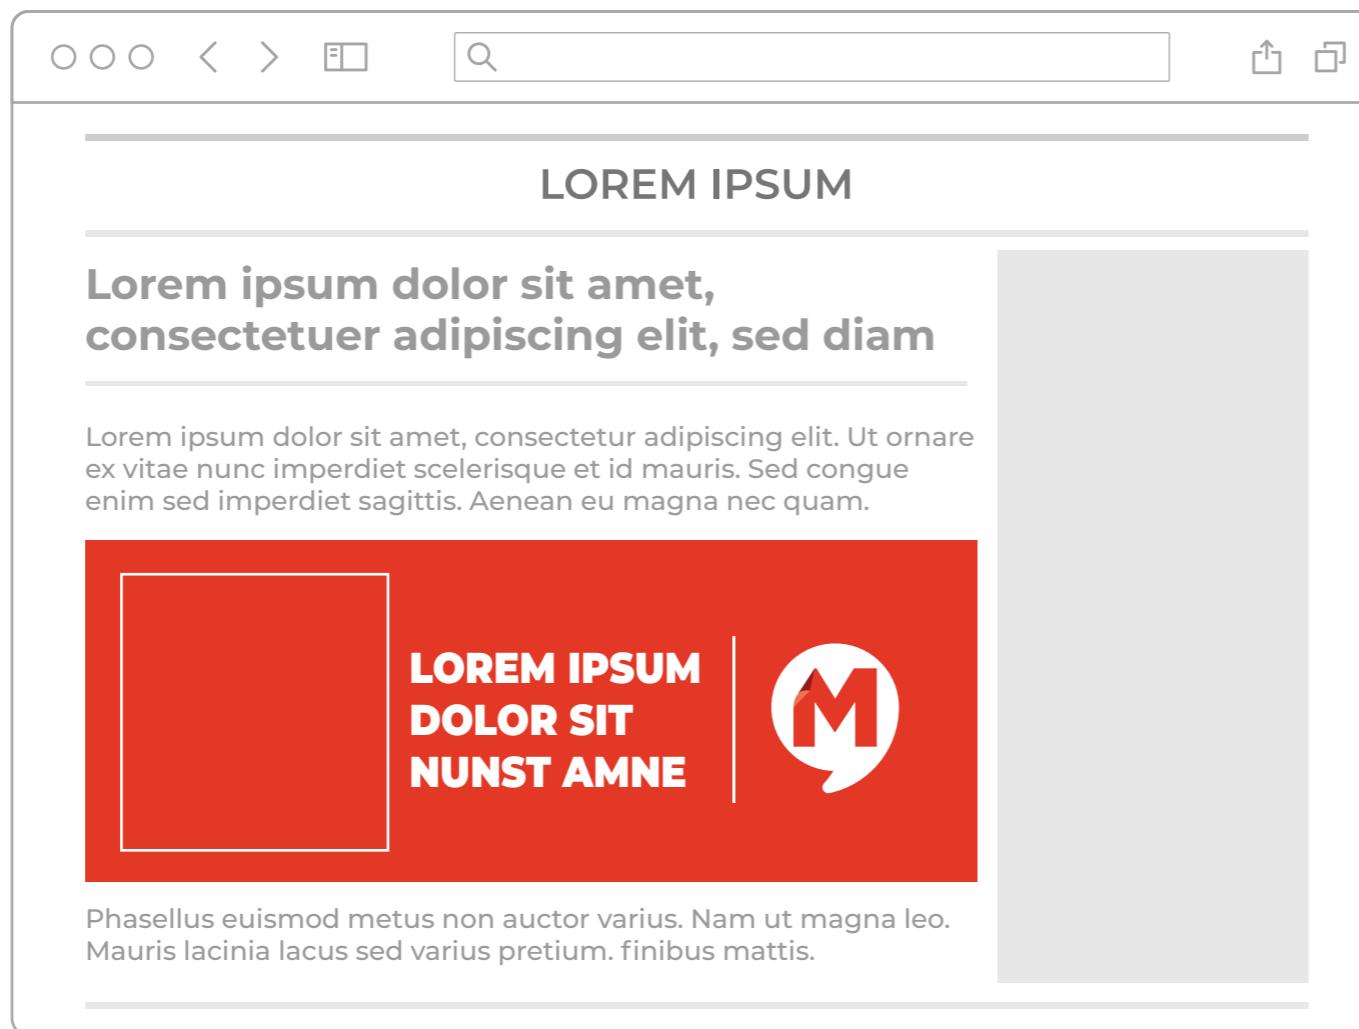 LOREM IPSUM
Lorem ipsum dolor sit amet,
consectetuer adipiscing elit, sed diam
Lorem ipsum dolor sit amet, consectetur adipiscing elit. Ut ornare
ex vitae nunc imperdiet scelerisque et id mauris. Sed congue
enim sed imperdiet sagittis. Aenean eu magna nec quam.
LOREM IPSUM
DOLOR SIT
NUNST AMNE
M
Phasellus euismod metus non auctor varius. Nam ut magna leo.
Mauris lacinia lacus sed varius pretium. finibus mattis.